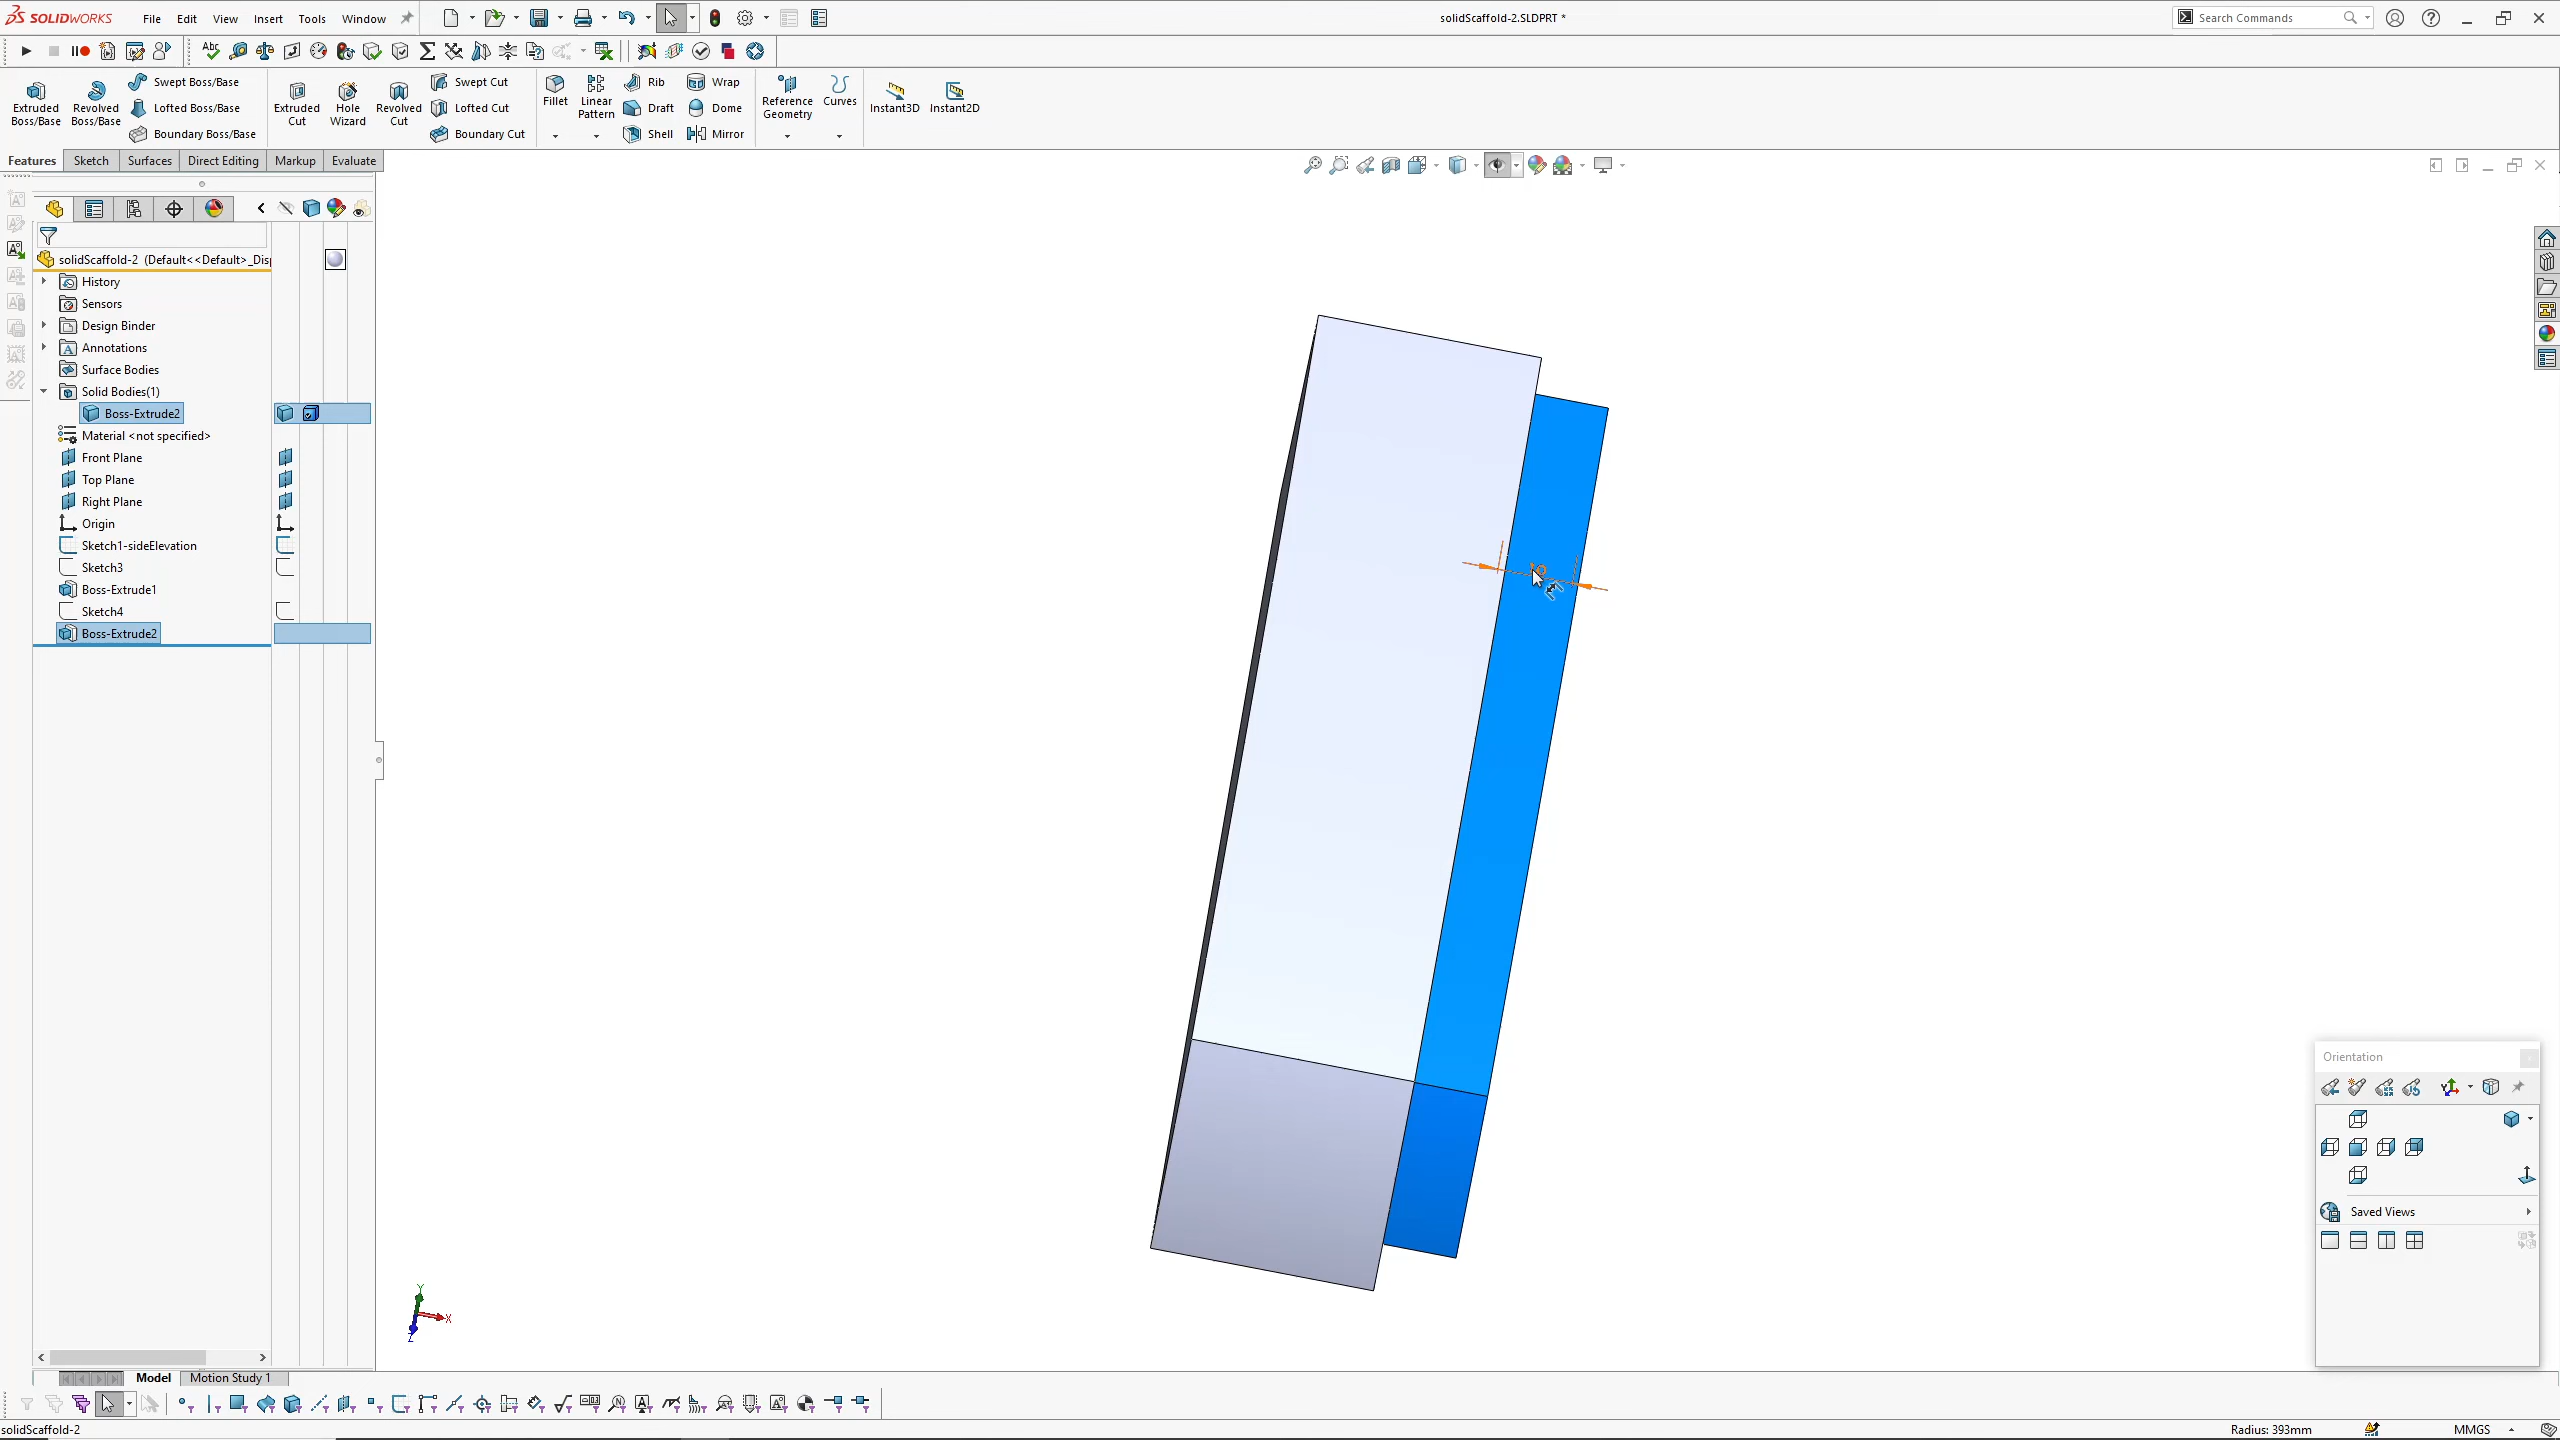 SOLIDWORKS File Edit View Insert Tools Window solidScaffold-2.SLDPRT * Search Commands
Extruded Boss/Base
Revolved Boss/Base
Swept Boss/Base
Lofted Boss/Base
Boundary Boss/Base
Extruded Cut
Hole Wizard
Revolved Cut
Swept Cut
Lofted Cut
Boundary Cut
Fillet
Linear Pattern
Rib
Draft
Shell
Wrap
Dome
Mirror
Reference Geometry
Curves
Instant3D
Instant2D
Features Sketch Surfaces Direct Editing Markup Evaluate
solidScaffold-2 (Default<<Default>_Disp
History
Sensors
Design Binder
Annotations
Surface Bodies
Solid Bodies(1)
Boss-Extrude2
Material <not specified>
Front Plane
Top Plane
Right Plane
Origin
Sketch1-sideElevation
Sketch3
Boss-Extrude1
Sketch4
Boss-Extrude2
Orientation
Saved Views
Y
X
Z
Model Motion Study 1
solidScaffold-2 Radius: 393mm MMGS